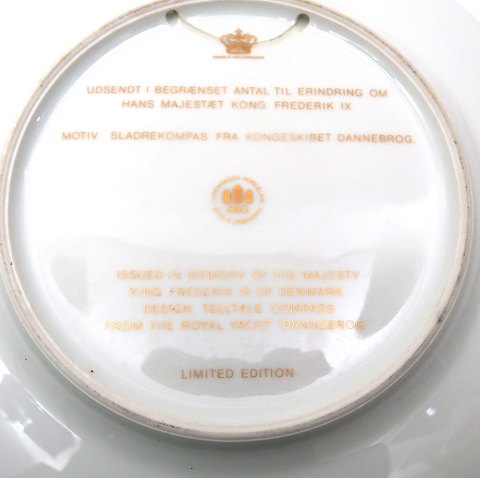 UDSENDT I BEGRÆNSET ANTAL TIL ERINDRING OM
HANS MAJESTÆT KONG FREDERIK IX.
MOTIV: SLADREKOMPAS FRA KONGESKIBET DANNEBROG
B&G
ISSUED IN MEMORY OF HIS MAJESTY
KING FREDERIK IX OF DENMARK
DESIGN TELLTALE COMPASS
FROM THE ROYAL YACHT "DANNEBROG
LIMITED EDITION